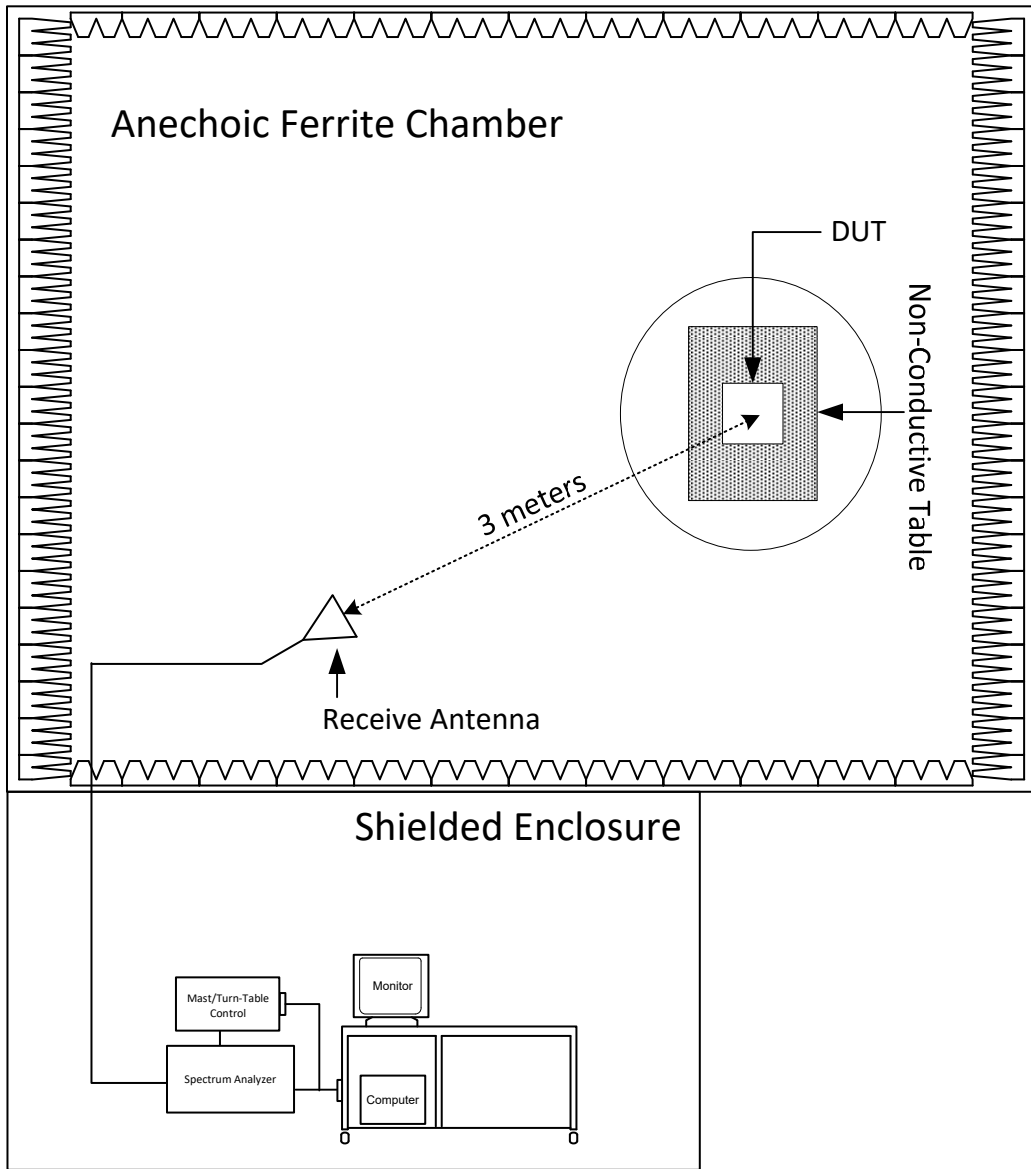 Anechoic Ferrite Chamber
DUT
Non-Conductive Table
3 meters
Receive Antenna
Shielded Enclosure
Monitor
Mast/Turn-Table
Control
Spectrum Analyzer
Computer